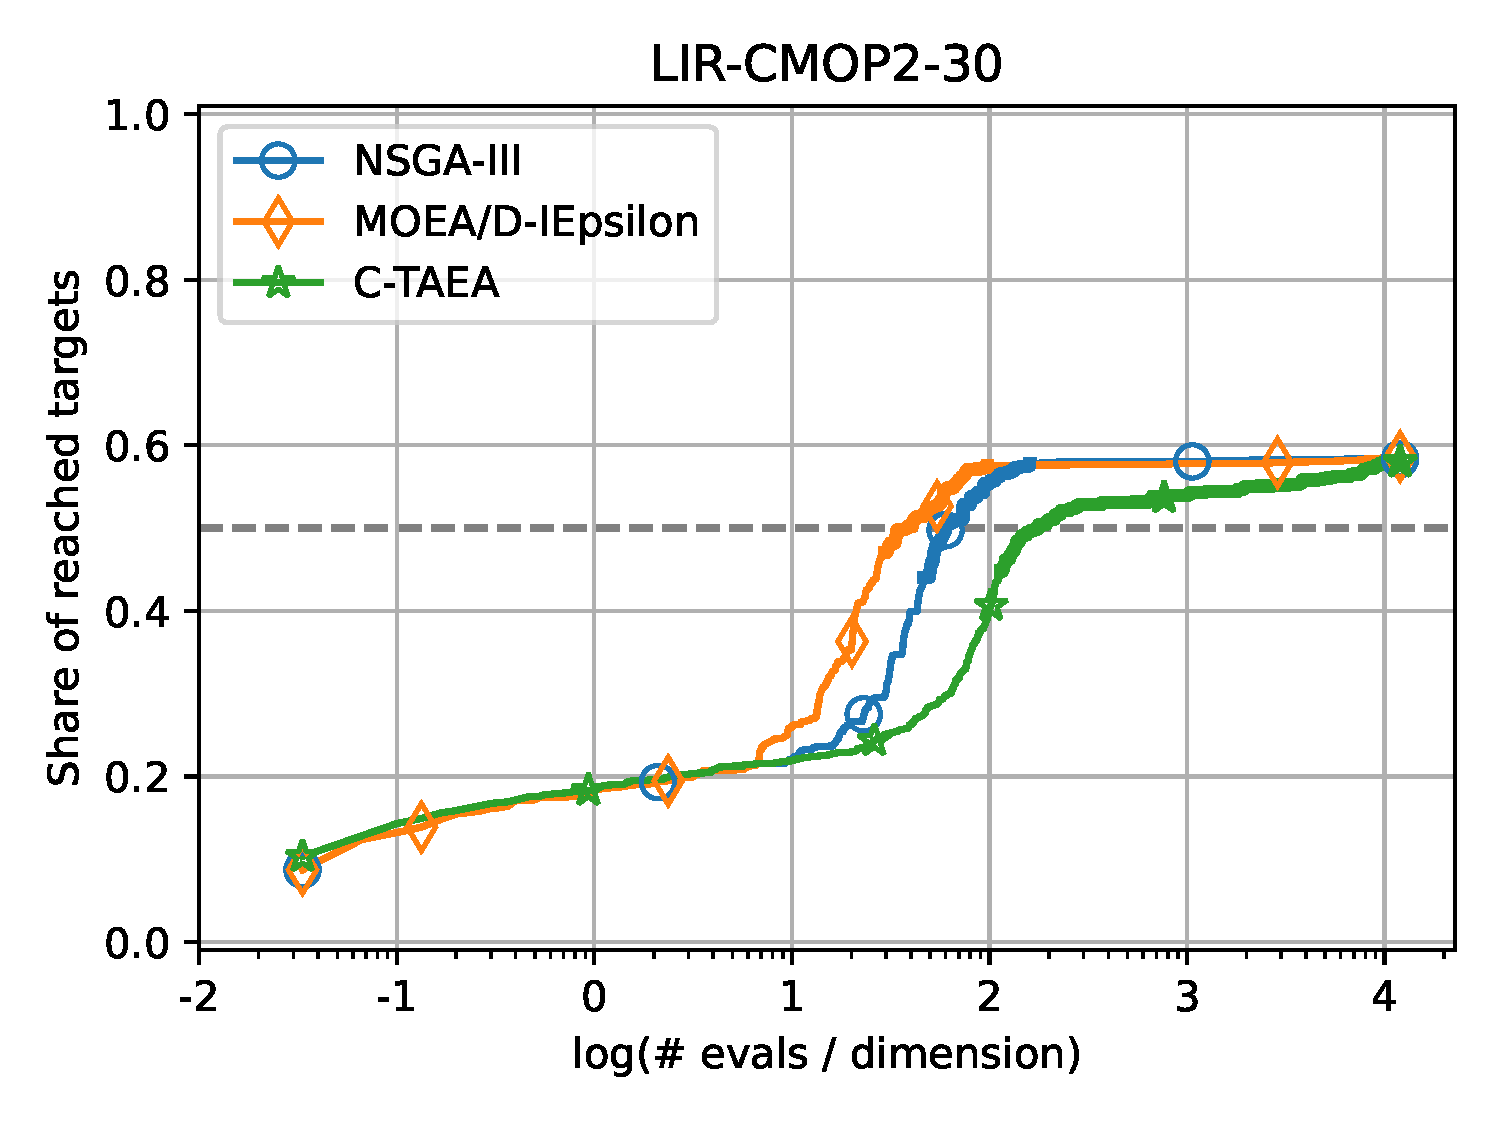 LIR-CMOP2-30
NSGA-III
MOEA/D-IEpsilon
C-TAEA
Share of reached targets
1.0
0.8
0.6
0.4
0.2
0.0
-2 -1 0 1 2 3 4
log(# evals / dimension)